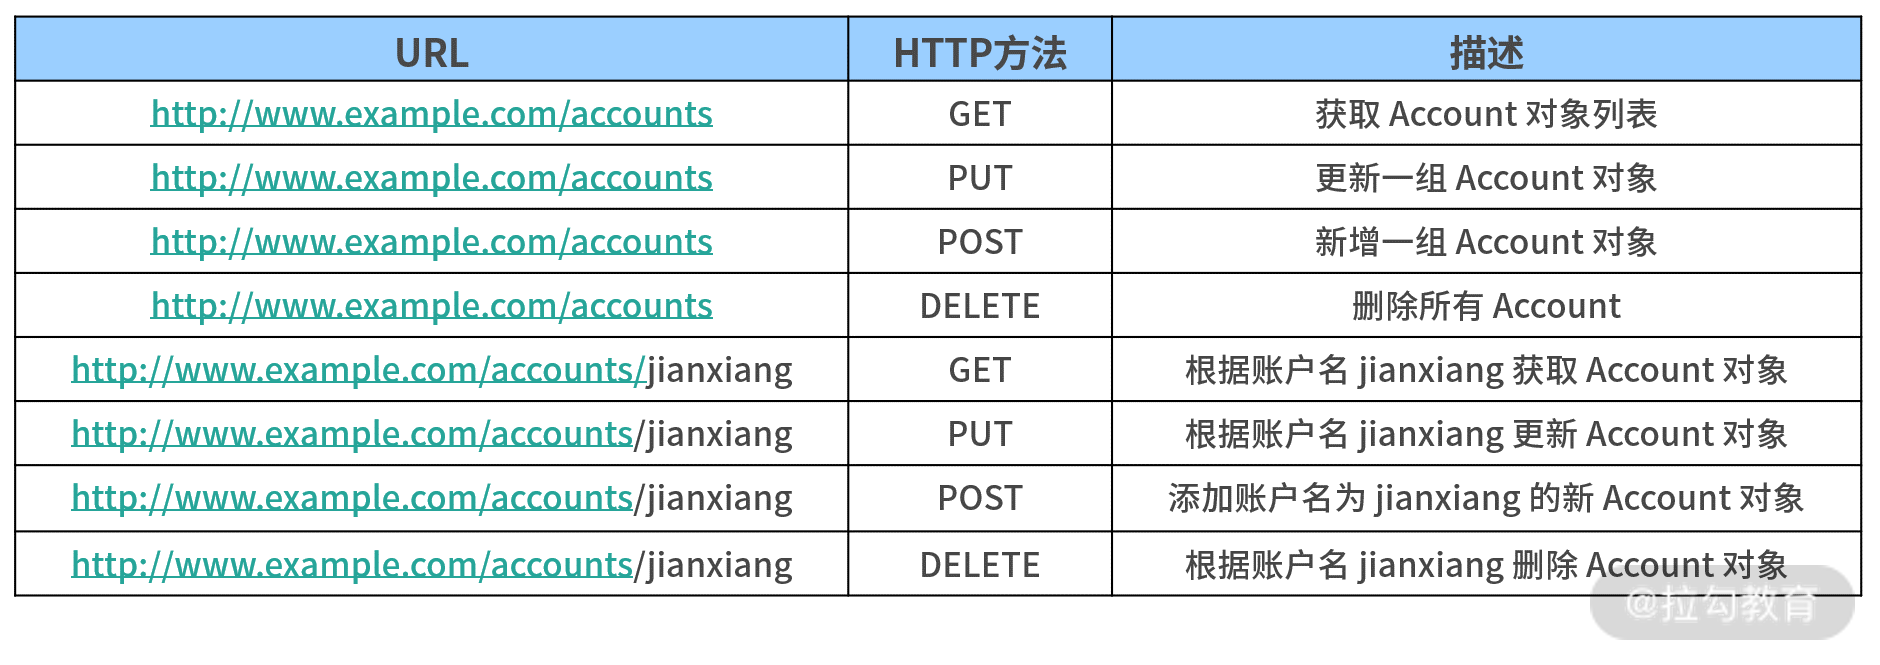 URL HTTP方法 描述
http://www.example.com/accounts GET 获取 Account 对象列表
http://www.example.com/accounts PUT 更新一组 Account 对象
http://www.example.com/accounts POST 新增一组 Account 对象
http://www.example.com/accounts DELETE 删除所有 Account
http://www.example.com/accounts/jianxiang GET 根据账户名 jianxiang 获取 Account 对象
http://www.example.com/accounts/jianxiang PUT 根据账户名 jianxiang 更新 Account 对象
http://www.example.com/accounts/jianxiang POST 添加账户名为 jianxiang 的新 Account 对象
http://www.example.com/accounts/jianxiang DELETE 根据账户名 jianxiang 删除 Account 对象
@拉勾教育